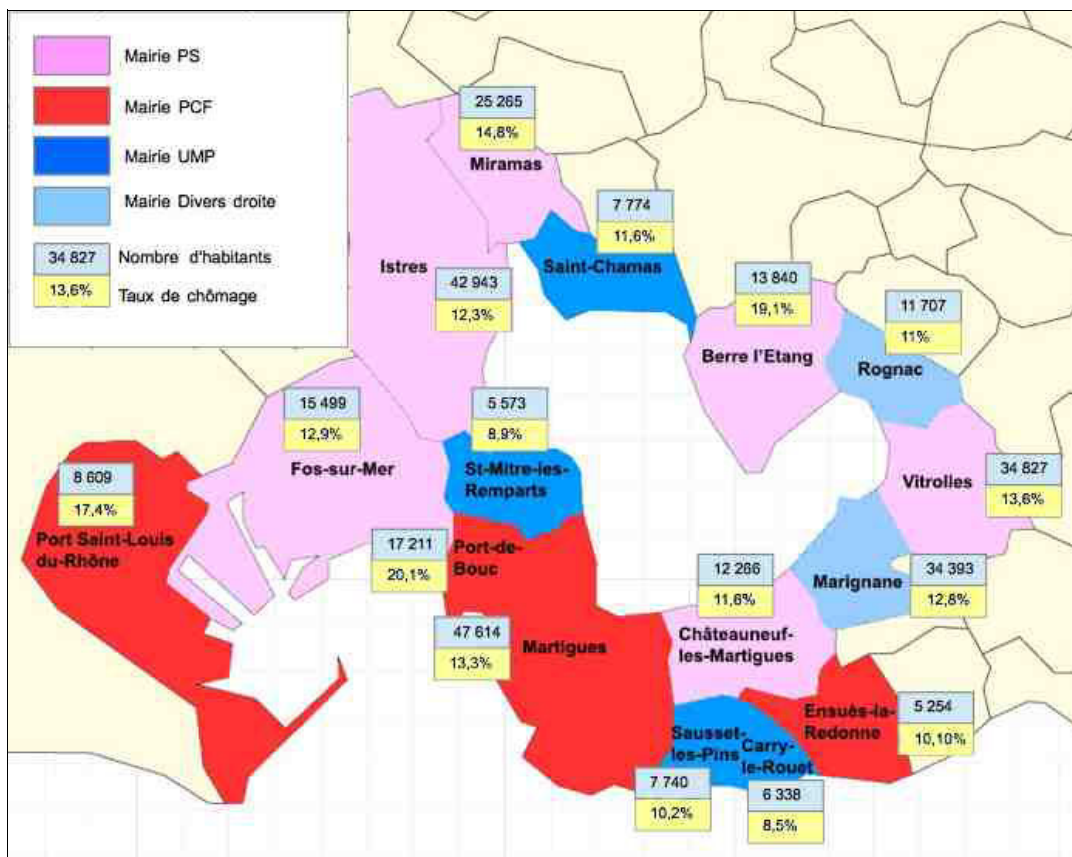 Mairie PS
Mairie PCF
Mairie UMP
Mairie Divers droite
34 827
Nombre d'habitants
13,6%
Taux de chômage
25 265
14,8%
Miramas
7 774
11,6%
Saint-Chamas
Istres
42 943
12,3%
13 840
19,1%
Berre l'Etang
11 707
11%
Rognac
15 499
12,9%
Fos-sur-Mer
5 573
8,9%
St-Mitre-les-
Remparts
8 609
17,4%
Port Saint-Louis
du-Rhône
34 827
13,6%
Vitrolles
17 211
20,1%
Port-de-
Bouc
12 266
11,6%
Châteauneuf-
les-Martigues
Marignane
34 393
12,8%
47 614
13,3%
Martigues
Ensuès-la-
Redonne
5 254
10,10%
Sausset-
les-Pins
Carry-
le-Rouet
7 740
10,2%
6 338
8,5%